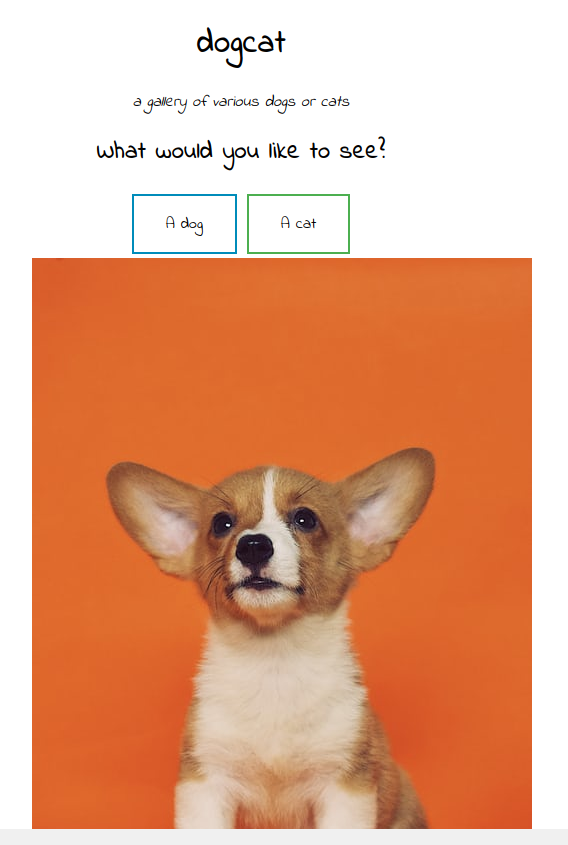 dogcat
a gallery of various dogs or cats
What would you like to see?
A dog
A cat